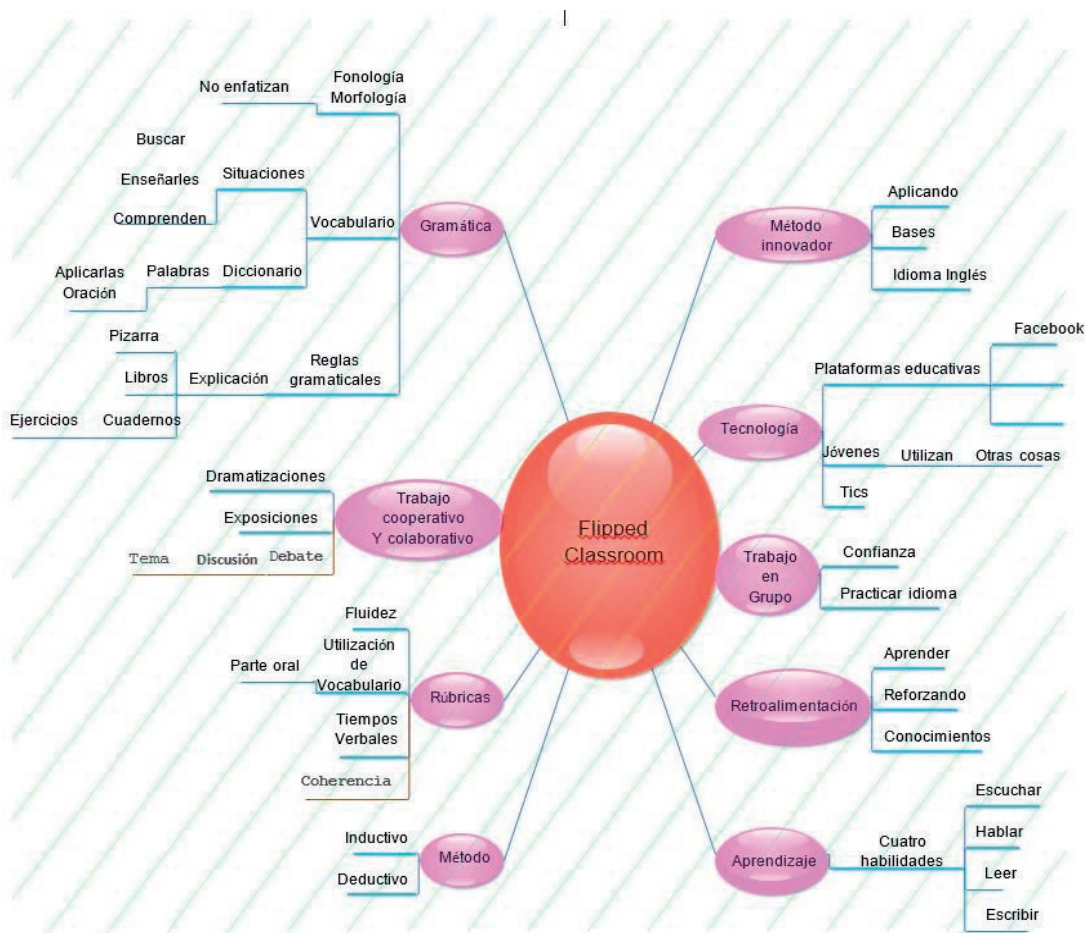 No enfatizan
Fonología
Morfología
Buscar
Enseñarles
Situaciones
Comprenden
Vocabulario
Gramática
Aplicarlas
Oración
Palabras
Diccionario
Pizarra
Libros
Explicación
Reglas
gramaticales
Ejercicios
Cuadernos
Dramatizaciones
Exposiciones
Tema
Discusión
Debate
Trabajo
cooperativo
Y colaborativo
Fluidez
Parte oral
Utilización
de
Vocabulario
Rúbricas
Tiempos
Verbales
Coherencia
Inductivo
Deductivo
Método
Flipped
Classroom
Método
innovador
Aplicando
Bases
Idioma Inglés
Tecnología
Plataformas educativas
Facebook
Jóvenes
Utilizan
Otras cosas
Tics
Trabajo
en
Grupo
Confianza
Practicar idioma
Retroalimentación
Aprender
Reforzando
Conocimientos
Aprendizaje
Cuatro
habilidades
Escuchar
Hablar
Leer
Escribir